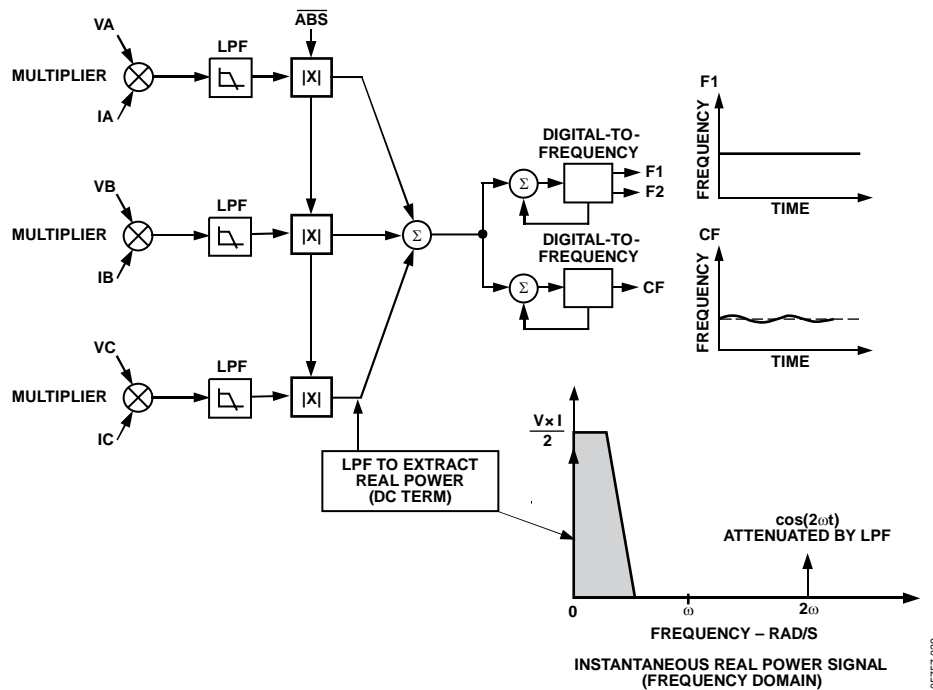 VA
ABS
LPF
MULTIPLIER
|X|
IA
F1
FREQUENCY
TIME
VB
LPF
MULTIPLIER
|X|
IB
Σ
DIGITAL-TO-
FREQUENCY
Σ
F1
F2
DIGITAL-TO-
FREQUENCY
Σ
CF
CF
FREQUENCY
TIME
VC
LPF
MULTIPLIER
|X|
IC
LPF TO EXTRACT
REAL POWER
(DC TERM)
V × I
2
cos(2ωt)
ATTENUATED BY LPF
0
ω
2ω
FREQUENCY – RAD/S
INSTANTANEOUS REAL POWER SIGNAL
(FREQUENCY DOMAIN)